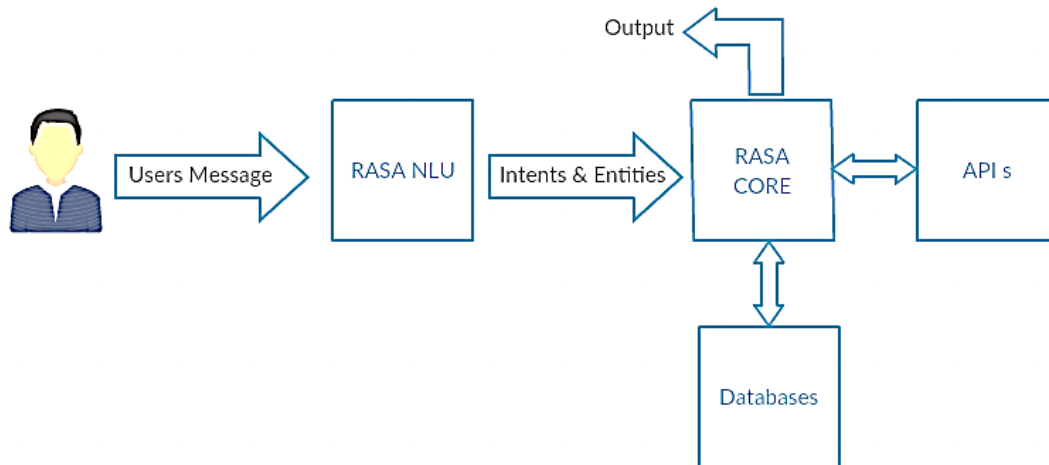 Output
Users Message
RASA NLU
Intents & Entities
RASA
CORE
API s
Databases